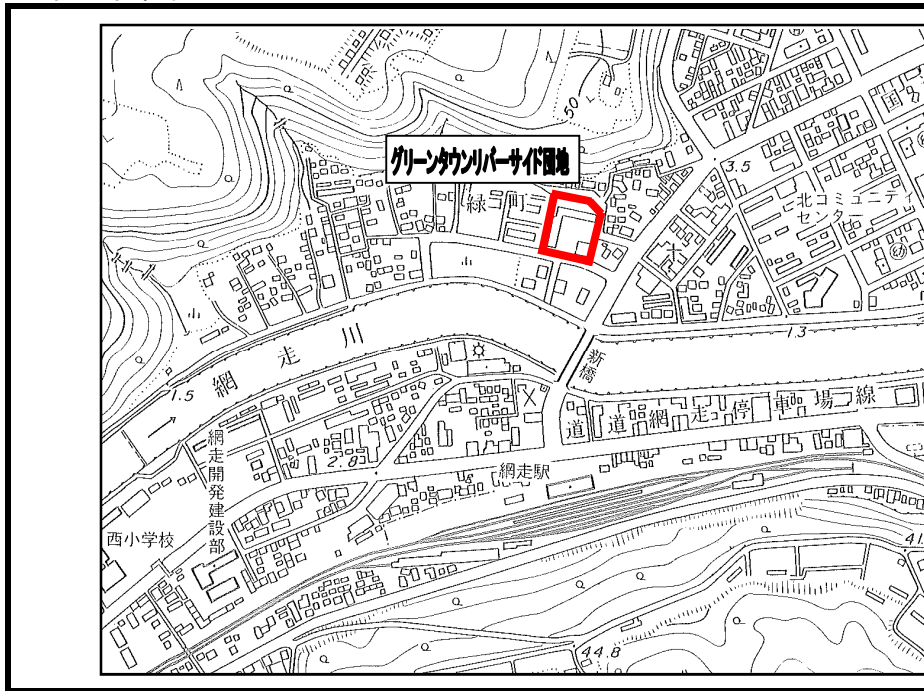 グリーンタウンリバーサイド団地
50
国
3.5
緑町
北コミュニティ
センター
幼
1.3
網走川
新橋
1.5
道道網走停車場線
2.8
網走開発建設部
網走駅
西小学校
41.
44.8